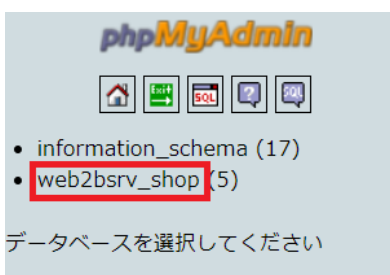 phpMyAdmin
Exit SQL ? SQL
information_schema (17)
web2bsrv_shop (5)
データベースを選択してください